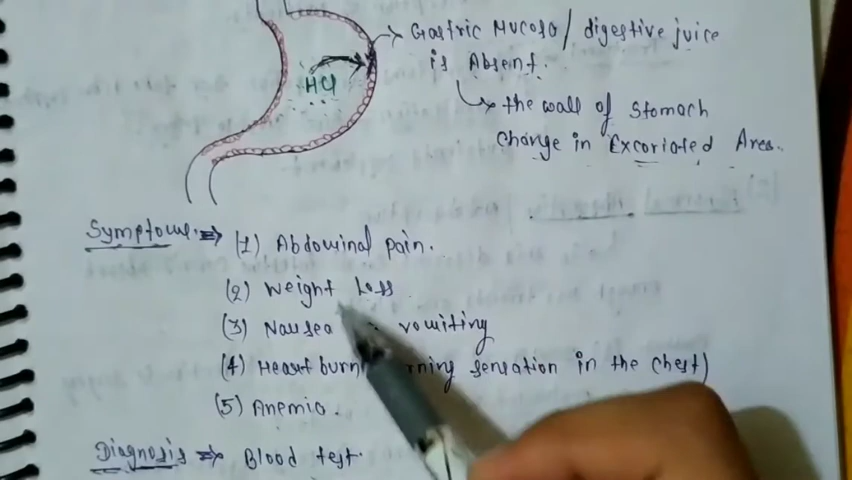 Gastric Mucosa / digestive juice
is Absent.
HCl
the wall of Stomach
Change in Excoriated Area.
Symptoms
(1) Abdominal pain.
(2) Weight Loss
(3) Nausea vomiting
(4) Heart burn sensation in the chest)
(5) Anemia.
Diagnosis Blood test.